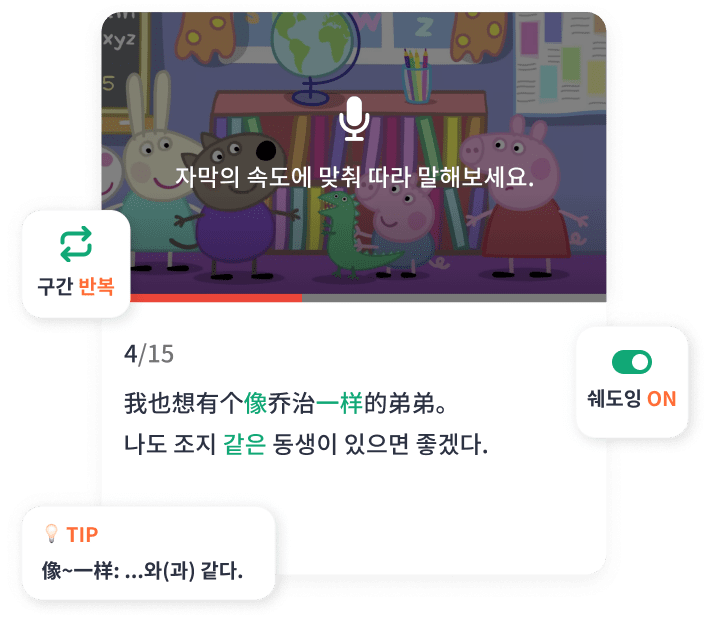 xyz
5
W
Z
자막의 속도에 맞춰 따라 말해보세요.
구간 반복
4/15
쉐도잉 ON
我也想有个像乔治一样的弟弟。
나도 조지 같은 동생이 있으면 좋겠다.
TIP
像~一样: ...와(과) 같다.